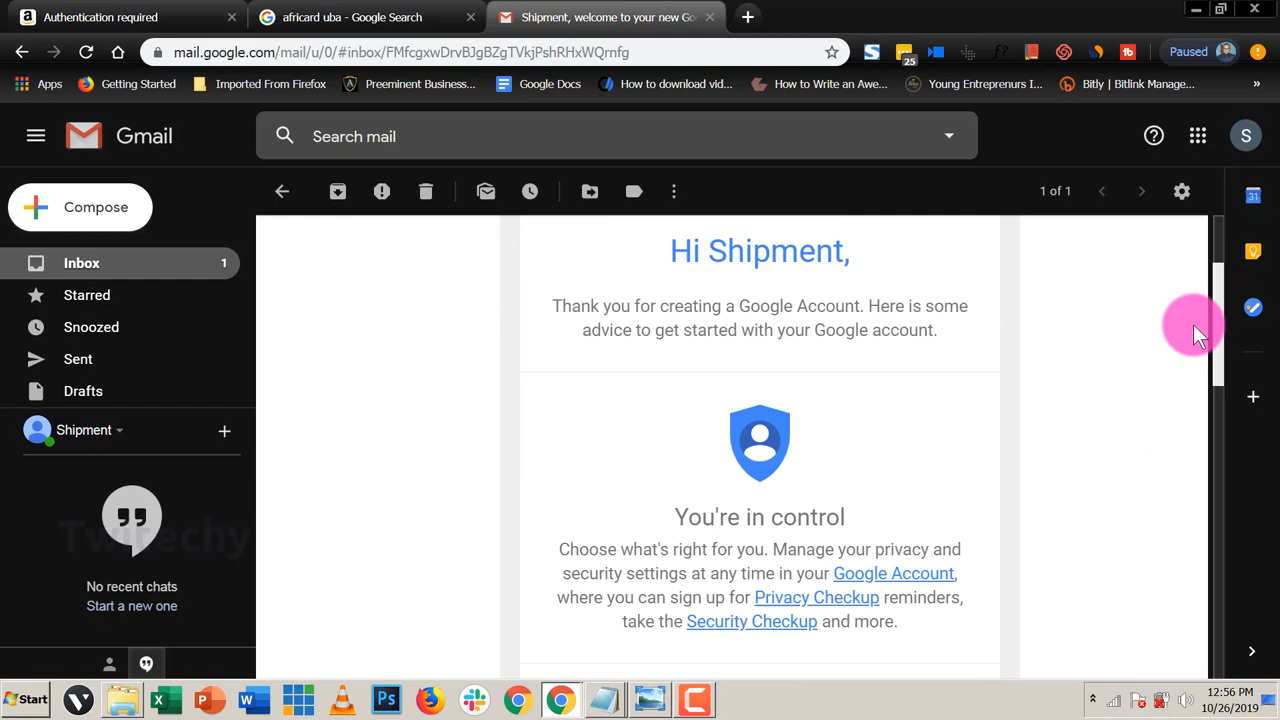 Authentication required
africard uba - Google Search
Shipment, welcome to your new Go
mail.google.com/mail/u/0/#inbox/FMfcgxwDrvBJgBZgTVkjPshRHxWQrnfg
25
Paused
Apps
Getting Started
Imported From Firefox
Preeminent Business...
Google Docs
How to download vid...
How to Write an Awe...
Young Entreprenurs I...
Bitly | Bitlink Manage...
»
Gmail
Search mail
S
Compose
1 of 1
31
Inbox
1
Starred
Snoozed
Sent
Drafts
Shipment
Hi Shipment,
Thank you for creating a Google Account. Here is some
advice to get started with your Google account.
You're in control
Choose what's right for you. Manage your privacy and
security settings at any time in your Google Account,
where you can sign up for Privacy Checkup reminders,
take the Security Checkup and more.
Twitechy
No recent chats
Start a new one
Start
12:56 PM
10/26/2019